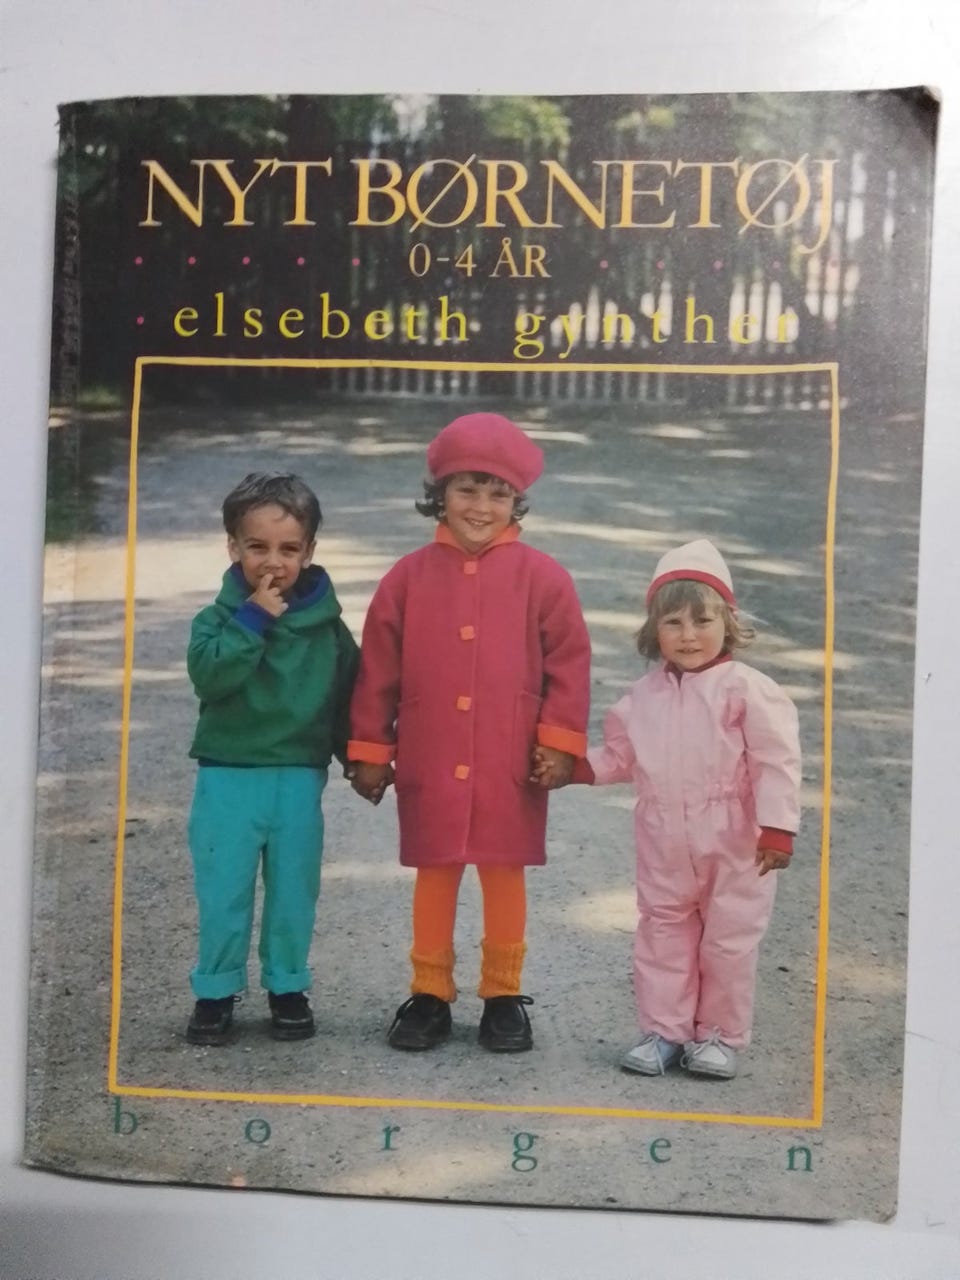 NYT BØRNETØJ
0-4 ÅR
elsebeth gynther
borgen